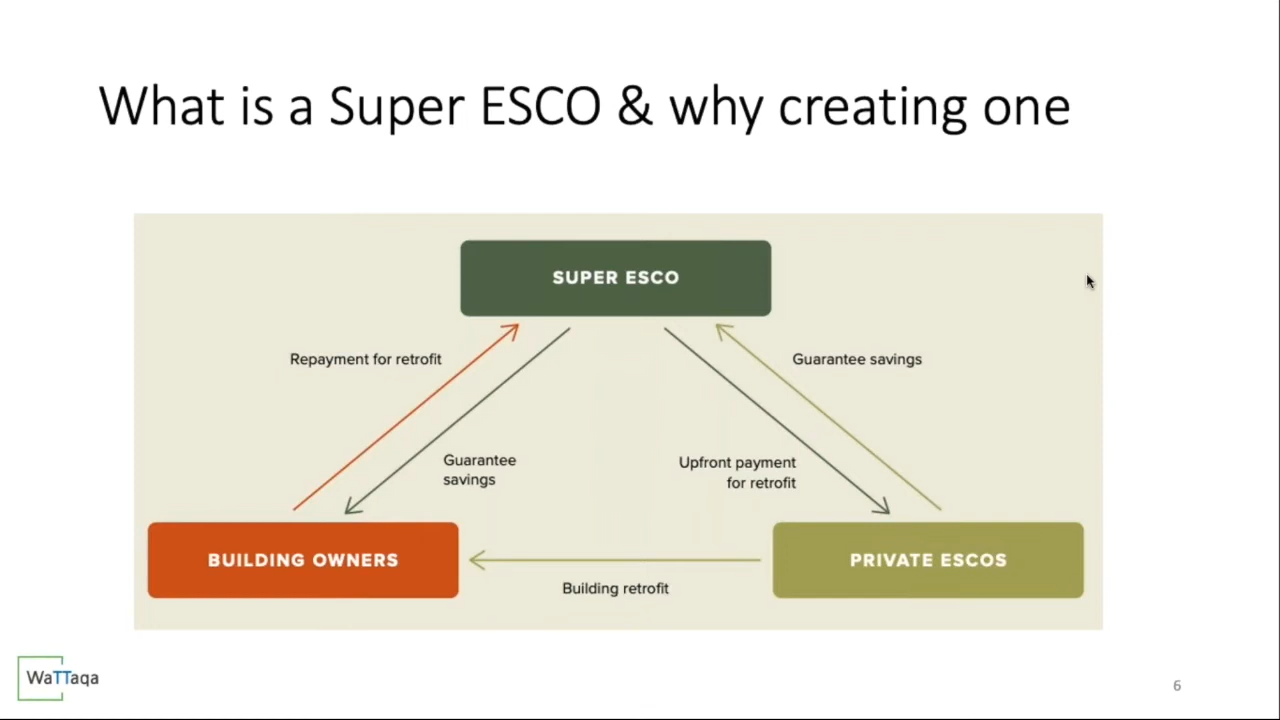 What is a Super ESCO & why creating one
SUPER ESCO
Repayment for retrofit
Guarantee savings
Guarantee
savings
Upfront payment
for retrofit
BUILDING OWNERS
PRIVATE ESCOS
Building retrofit
WaTTaqa
6